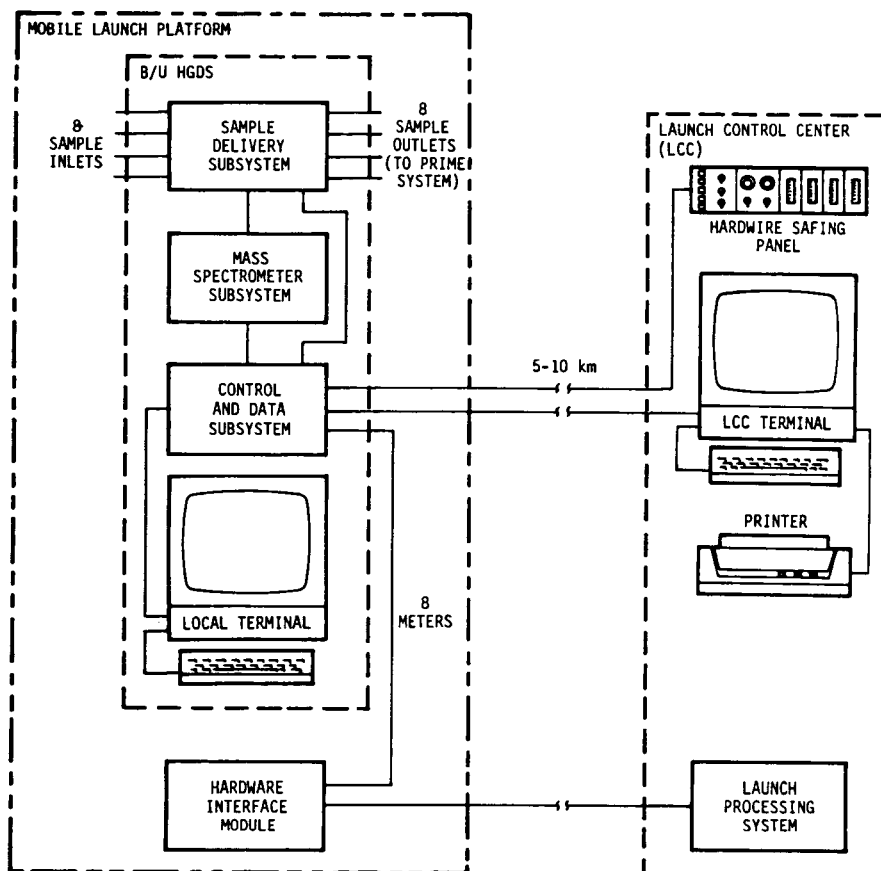 MOBILE LAUNCH PLATFORM
B/U HGDS
8
SAMPLE
INLETS
SAMPLE
DELIVERY
SUBSYSTEM
8
SAMPLE
OUTLETS
(TO PRIME
SYSTEM)
MASS
SPECTROMETER
SUBSYSTEM
CONTROL
AND DATA
SUBSYSTEM
LOCAL TERMINAL
8
METERS
HARDWARE
INTERFACE
MODULE
5-10 km
LAUNCH CONTROL CENTER
(LCC)
HARDWIRE SAFING
PANEL
LCC TERMINAL
PRINTER
LAUNCH
PROCESSING
SYSTEM